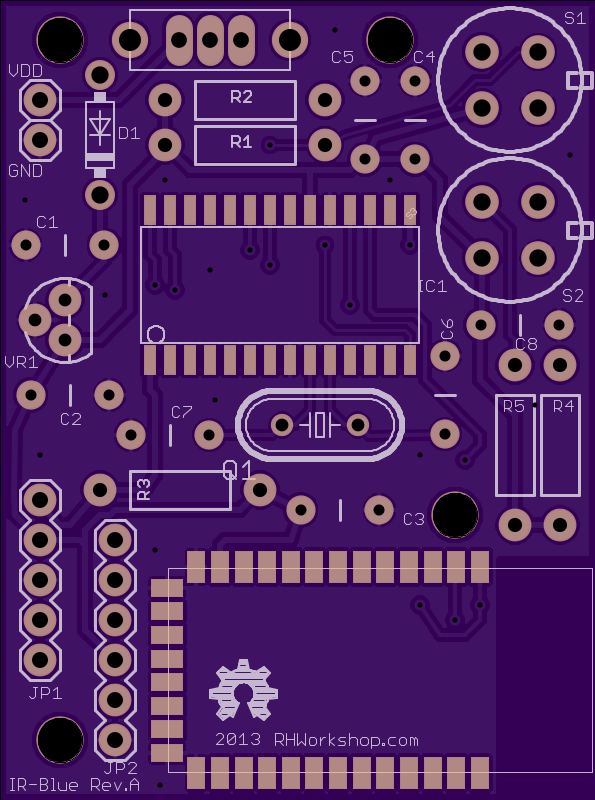 S1
C5
C4
VDD
R2
D1
R1
GND
C1
IC1
S2
C6
C8
VR1
C2
C7
R5
R4
Q1
R3
C3
JP1
2013 RHWorkshop.com
JP2
IR-Blue Rev.A